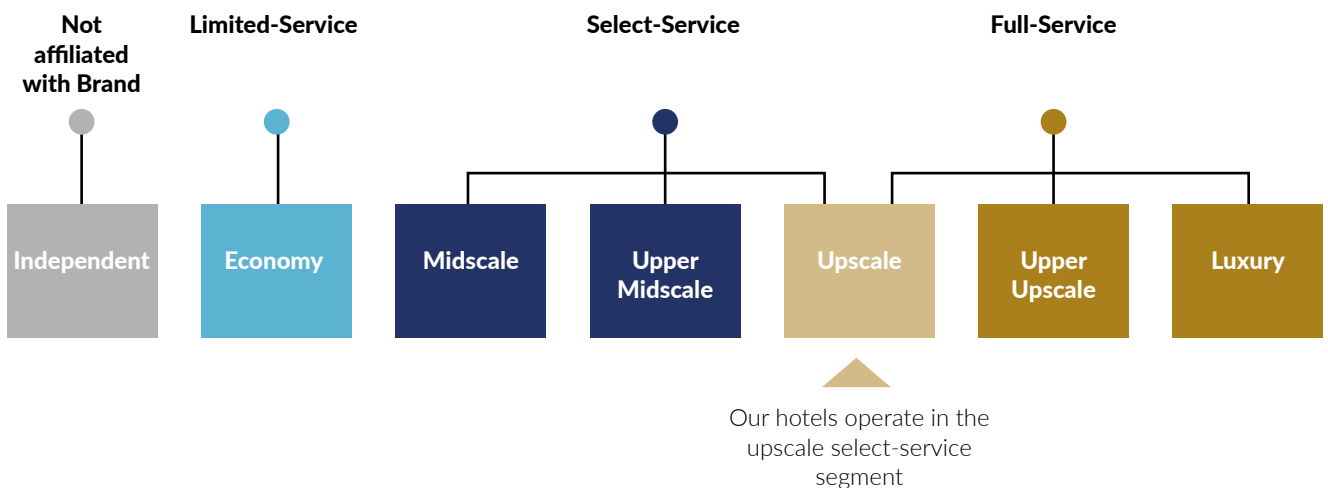 Not
affiliated
with Brand
Limited-Service
Select-Service
Full-Service
Independent
Economy
Midscale
Upper
Midscale
Upscale
Upper
Upscale
Luxury
Our hotels operate in the
upscale select-service
segment